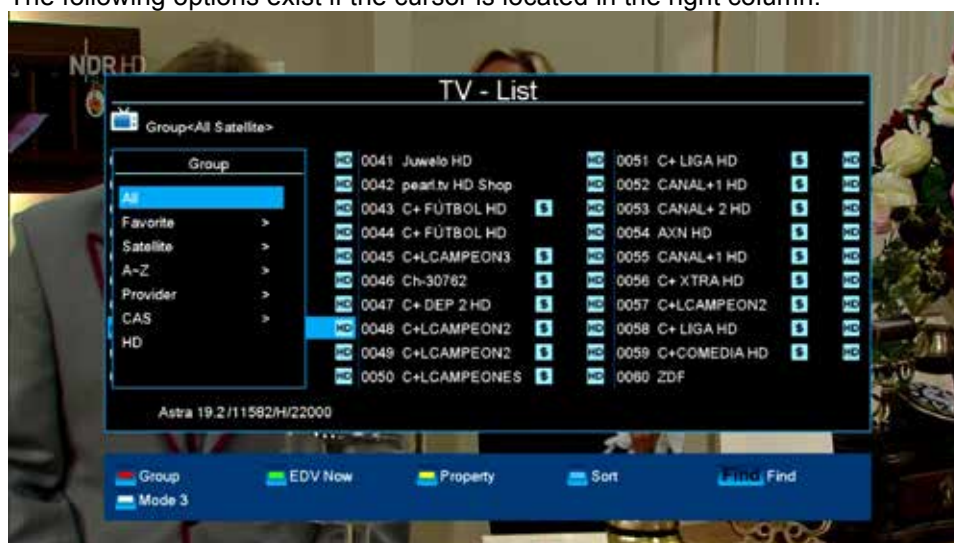 The following options exist if the cursor is located in the right column:
NDR HD
TV - List
Group<All Satellite>
Group
All
Favorite >
Satellite >
A~Z >
Provider >
CAS >
HD
HD 0041 Juwelo HD HD 0051 C+ LIGA HD $ HD
HD 0042 pearl.tv HD Shop HD 0052 CANAL+1 HD $ HD
HD 0043 C+ FÚTBOL HD $ HD 0053 CANAL+ 2 HD $ HD
HD 0044 C+ FÚTBOL HD HD 0054 AXN HD $ HD
HD 0045 C+LCAMPEON3 $ HD 0055 CANAL+1 HD $ HD
HD 0046 Ch-30762 $ HD 0056 C+ XTRA HD $ HD
HD 0047 C+ DEP 2 HD $ HD 0057 C+LCAMPEON2 $ HD
HD 0048 C+LCAMPEON2 $ HD 0058 C+ LIGA HD $ HD
HD 0049 C+LCAMPEON2 $ HD 0059 C+COMEDIA HD $ HD
HD 0050 C+LCAMPEONES $ HD 0060 ZDF
Astra 19.2 /11582/H/22000
Group EDV Now Property Sort Find Find
Mode 3